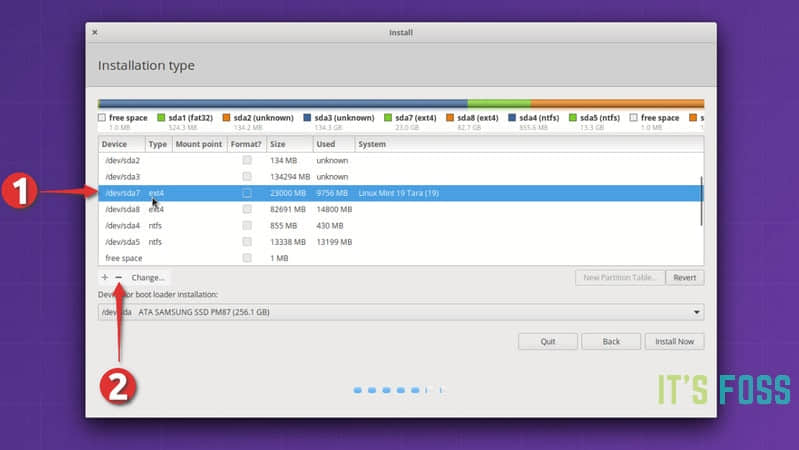 Install
Installation type
free space sda1 (fat32) sda2 (unknown) sda3 (unknown) sda7 (ext4) sda8 (ext4) sda4 (ntfs) sda5 (ntfs) free space s
1.0 MB 524.3 MB 134.2 MB 134.3 GB 23.0 GB 82.7 GB 855.6 MB 13.3 GB 1.0 MB
Device Type Mount point Format? Size Used System
/dev/sda2 134 MB unknown
/dev/sda3 134294 MB unknown
1 /dev/sda7 ext4 23000 MB 9756 MB Linux Mint 19 Tara (19)
/dev/sda8 ext4 82691 MB 14800 MB
/dev/sda4 ntfs 855 MB 430 MB
/dev/sda5 ntfs 13338 MB 13199 MB
free space 1 MB
+ − Change... New Partition Table... Revert
Device for boot loader installation:
/dev/sda ATA SAMSUNG SSD PM87 (256.1 GB)
Quit Back Install Now
2
IT'S FOSS